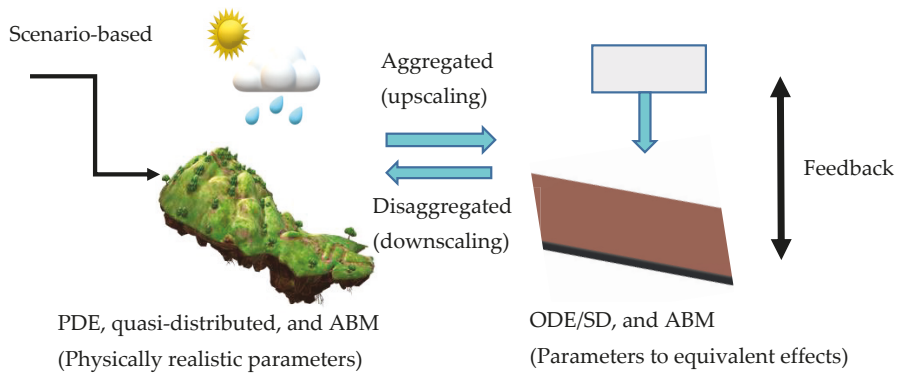 Scenario-based
Aggregated
(upscaling)
Feedback
Disaggregated
(downscaling)
PDE, quasi-distributed, and ABM
(Physically realistic parameters)
ODE/SD, and ABM
(Parameters to equivalent effects)